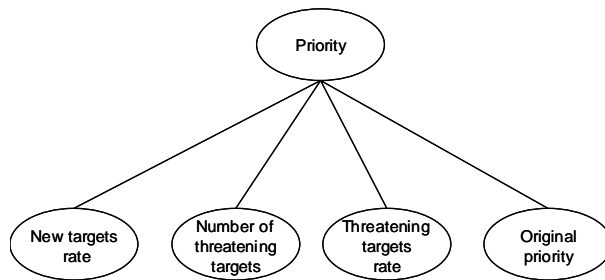 Priority
New targets
rate
Number of
threatening
targets
Threatening
targets
rate
Original
priority